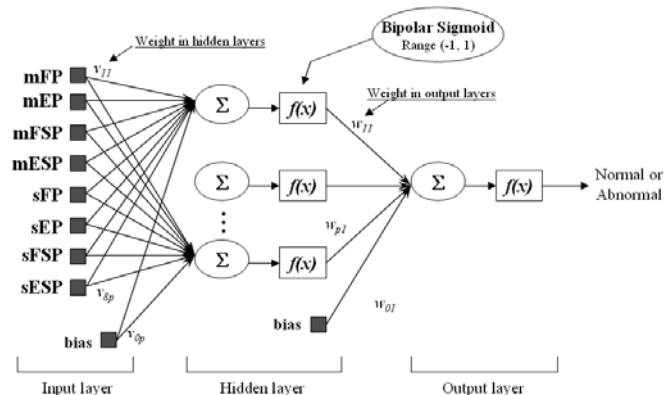 Weight in hidden layers
Bipolar Sigmoid
Range (-1, 1)
mFP
v11
mEP
mFSP
mESP
sFP
sEP
sFSP
sESP
v8p
bias
v0p
Σ
f(x)
Σ
f(x)
Σ
f(x)
Weight in output layers
w11
wp1
w01
bias
Σ
f(x)
Normal or
Abnormal
Input layer
Hidden layer
Output layer